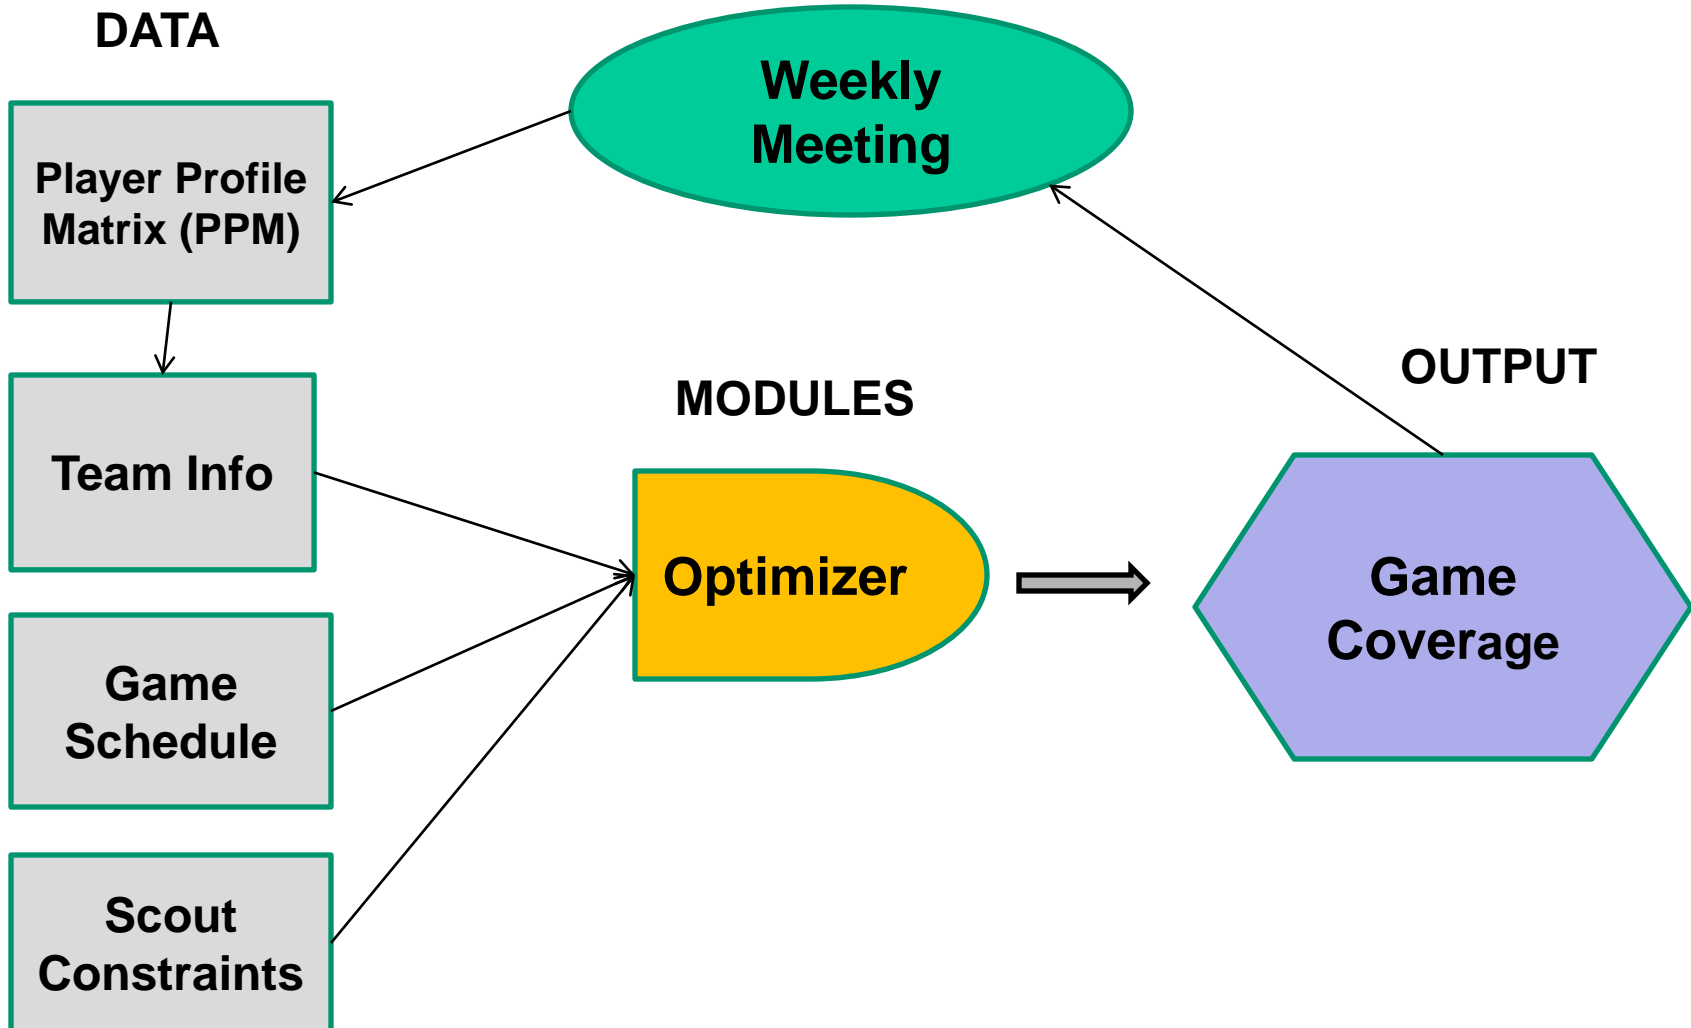 DATA
Weekly
Meeting
Player Profile
Matrix (PPM)
Team Info
MODULES
OUTPUT
Optimizer
Game
Coverage
Game
Schedule
Scout
Constraints